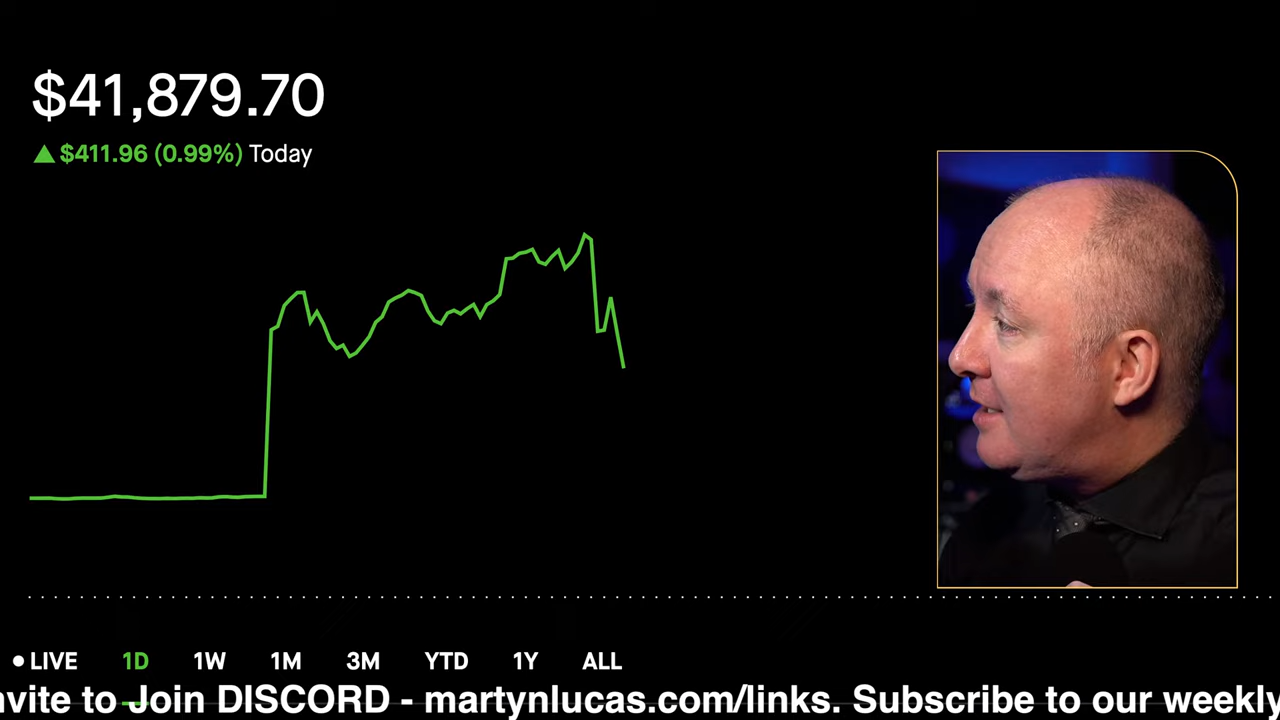 $41,879.70
▲$411.96 (0.99%) Today
• LIVE 1D 1W 1M 3M YTD 1Y ALL
nvite to Join DISCORD - martynlucas.com/links. Subscribe to our weekly